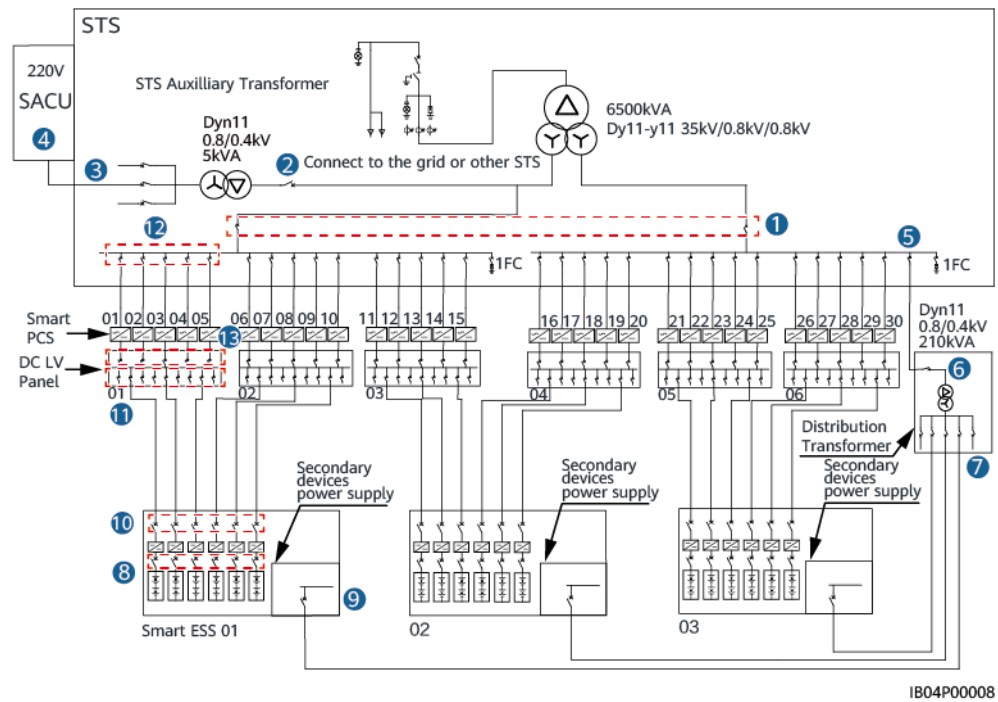 STS
220V
SACU
4
STS Auxilliary Transformer
Dyn11
0.8/0.4kV
5kVA
3
2
Connect to the grid or other STS
6500kVA
Dy11-y11 35kV/0.8kV/0.8kV
1
12
5
1FC
1FC
Smart
PCS
01 02 03 04 05
13
06 07 08 09 10
11 12 13 14 15
16 17 18 19 20
21 22 23 24 25
26 27 28 29 30
Dyn11
0.8/0.4kV
210kVA
6
DC LV
Panel
01
02
03
04
05
06
11
Distribution
Transformer
7
Secondary
devices
power supply
Secondary
devices
power supply
Secondary
devices
power supply
10
8
9
Smart ESS 01
02
03
IB04P00008